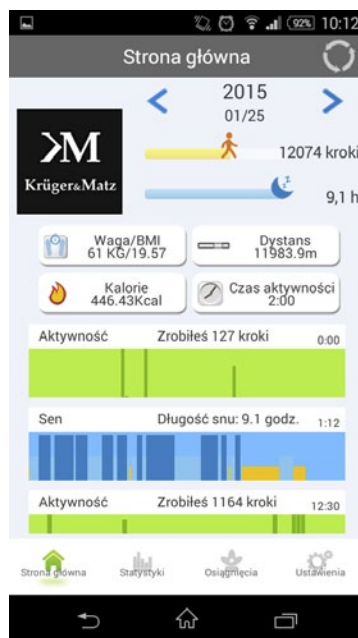 92% 10:12
Strona główna
2015
01/25
KM
Krüger&Matz
12074 kroki
9,1 h
Waga/BMI
61 KG/19.57
Dystans
11983.9m
Kalorie
446.43Kcal
Czas aktywności
2:00
Aktywność Zrobiłeś 127 kroki 0:00
Sen Długość snu: 9.1 godz. 1:12
Aktywność Zrobiłeś 1164 kroki 12:30
Strona główna Statystyki Osiągnięcia Ustawienia